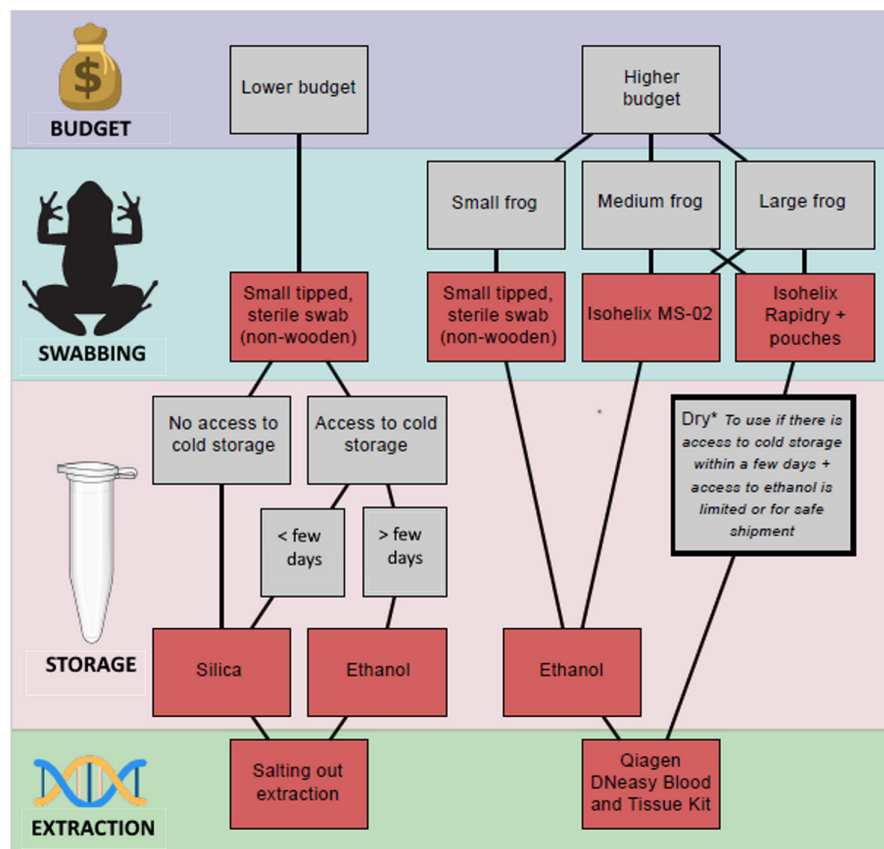 $
BUDGET
Lower budget
Higher
budget
SWABBING
Small frog
Medium frog
Large frog
Small tipped,
sterile swab
(non-wooden)
Small tipped,
sterile swab
(non-wooden)
Isohelix MS-02
Isohelix
Rapidry +
pouches
STORAGE
No access to
cold storage
Access to cold
storage
Dry* To use if there is
access to cold storage
within a few days +
access to ethanol is
limited or for safe
shipment
< few
days
> few
days
Silica
Ethanol
Ethanol
EXTRACTION
Salting out
extraction
Qiagen
DNeasy Blood
and Tissue Kit